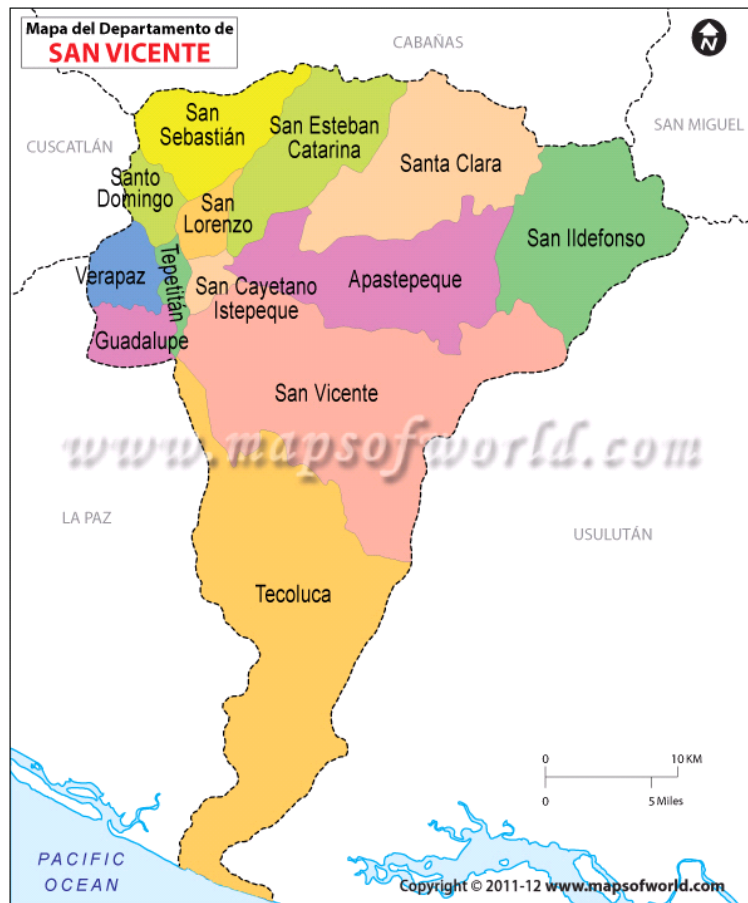 Mapa del Departamento de
SAN VICENTE
CABAÑAS
N
SAN MIGUEL
CUSCATLÁN
San
Sebastián
San Esteban
Catarina
Santa Clara
Santo
Domingo
San
Lorenzo
San Ildefonso
Verapaz
Tepetitán
San Cayetano
Istepeque
Apastepeque
Guadalupe
San Vicente
www.mapsofworld.com
LA PAZ
USULUTÁN
Tecoluca
0 10 KM
0 5 Miles
PACIFIC
OCEAN
Copyright © 2011-12 www.mapsofworld.com